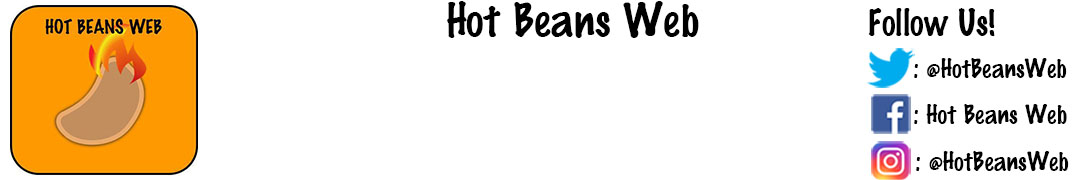 HOT BEANS WEB
Hot Beans Web
Follow Us!
: @HotBeansWeb
: Hot Beans Web
: @HotBeansWeb